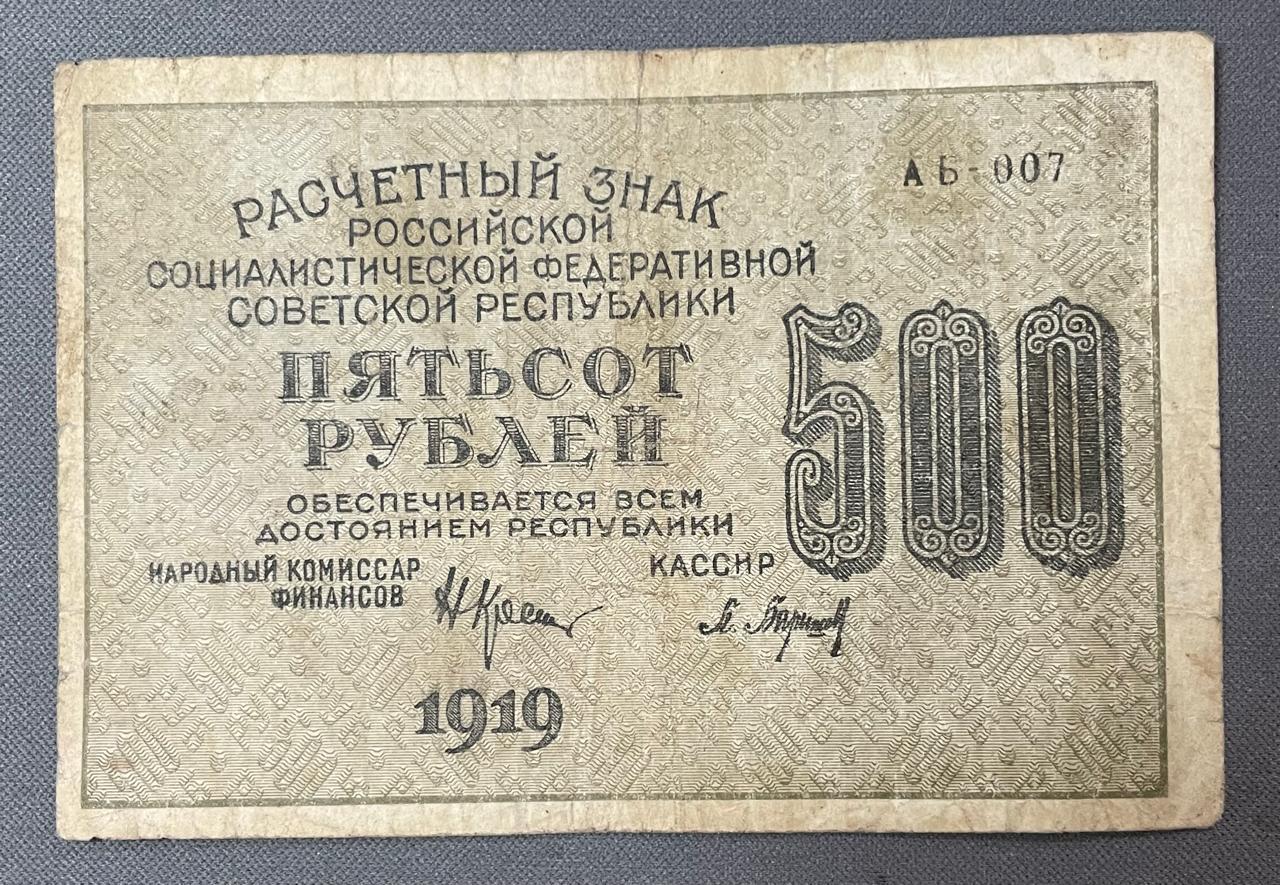 АБ-007
РАСЧЕТНЫЙ ЗНАК
РОССИЙСКОЙ
СОЦИАЛИСТИЧЕСКОЙ ФЕДЕРАТИВНОЙ
СОВЕТСКОЙ РЕСПУБЛИКИ
ПЯТЬСОТ
РУБЛЕЙ
500
ОБЕСПЕЧИВАЕТСЯ ВСЕМ
ДОСТОЯНИЕМ РЕСПУБЛИКИ
НАРОДНЫЙ КОМИССАР
ФИНАНСОВ
КАССИР
1919